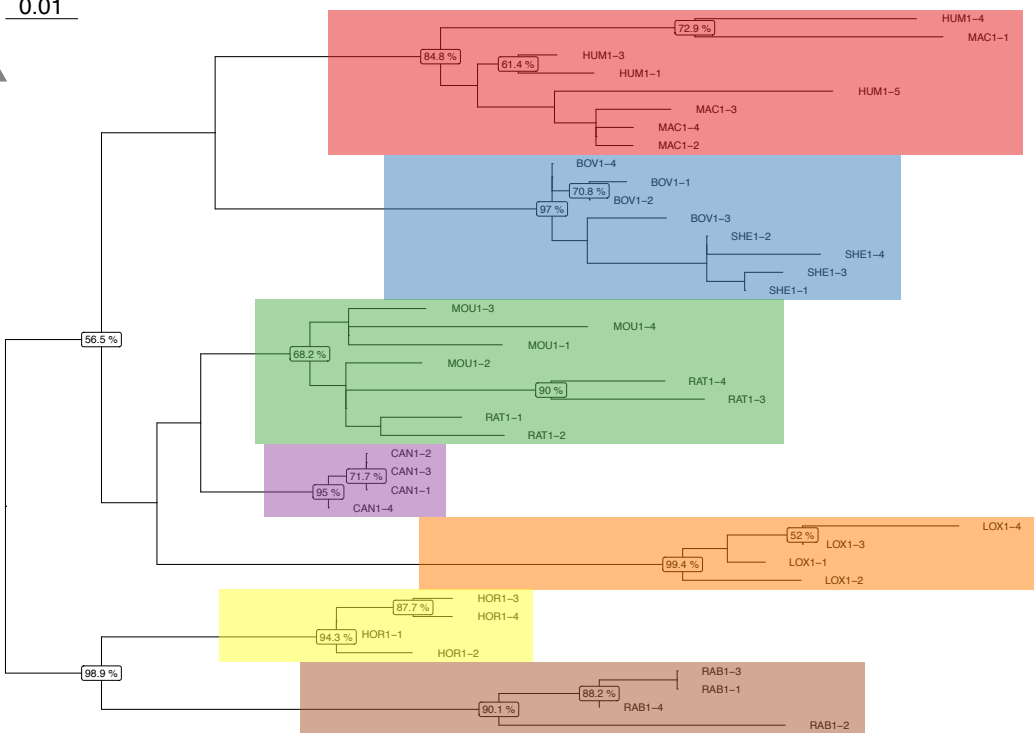 0.01
HUM1−4
72.9 %
MAC1−1
84.8 %
HUM1−3
61.4 %
HUM1−1
HUM1−5
MAC1−3
MAC1−4
MAC1−2
BOV1−4
BOV1−1
70.8 %
BOV1−2
97 %
BOV1−3
SHE1−2
SHE1−4
SHE1−3
SHE1−1
MOU1−3
MOU1−4
56.5 %
MOU1−1
68.2 %
MOU1−2
RAT1−4
90 %
RAT1−3
RAT1−1
RAT1−2
CAN1−2
CAN1−3
71.7 %
CAN1−1
95 %
CAN1−4
LOX1−4
52 %
LOX1−3
LOX1−1
99.4 %
LOX1−2
HOR1−3
87.7 %
HOR1−4
94.3 %
HOR1−1
HOR1−2
98.9 %
RAB1−3
RAB1−1
88.2 %
RAB1−4
90.1 %
RAB1−2